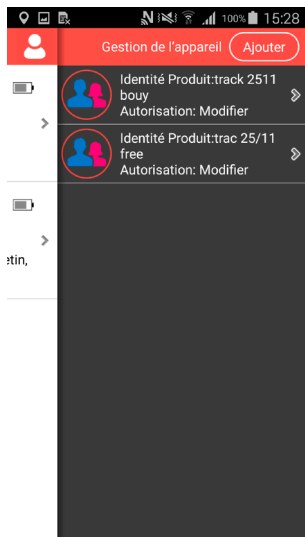 100% 15:28
Gestion de l'appareil Ajouter
Identité Produit:track 2511
bouy
Autorisation: Modifier
Identité Produit:trac 25/11
free
Autorisation: Modifier
etin,